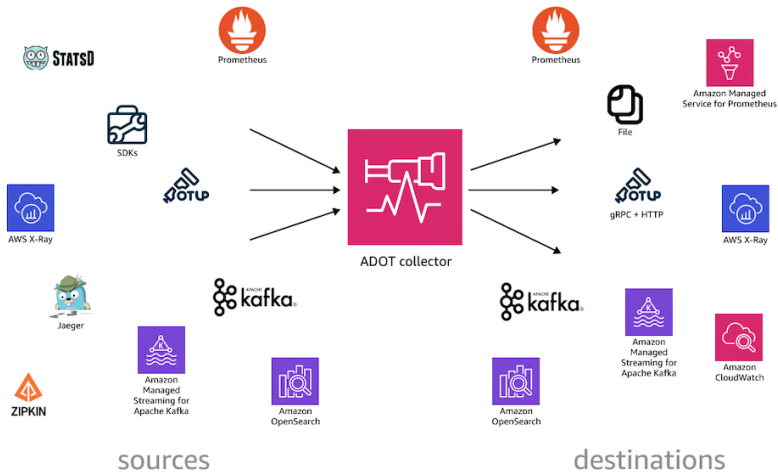 Prometheus
STATSD
SDKs
OTLP
AWS X-Ray
Jaeger
APACHE
kafka®
Amazon
Managed
Streaming for
Apache Kafka
ZIPKIN
Amazon
OpenSearch
sources
ADOT collector
Prometheus
Amazon Managed
Service for Prometheus
File
OTLP
gRPC + HTTP
AWS X-Ray
APACHE
kafka®
Amazon
Managed
Streaming for
Apache Kafka
Amazon
CloudWatch
Amazon
OpenSearch
destinations